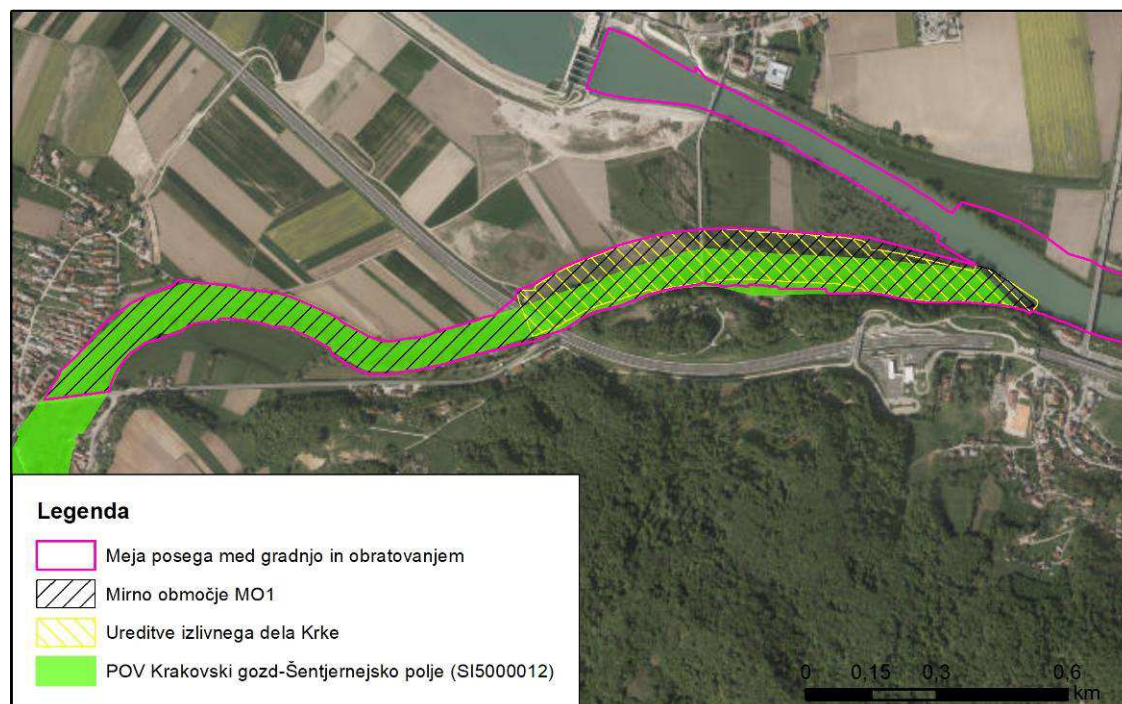 Legenda
Meja posega med gradnjo in obratovanjem
Mirno območje MO1
Ureditve izlivnega dela Krke
POV Krakovski gozd-Šentjernejsko polje (SI5000012)
0 0,15 0,3 0,6
km